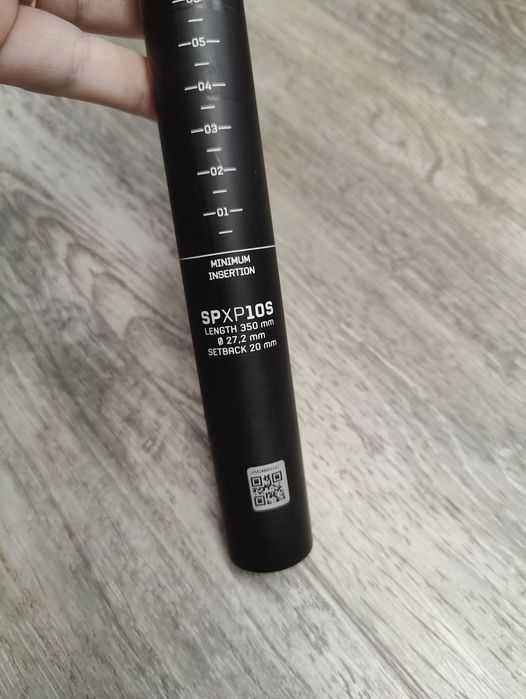 05
04
03
02
01
MINIMUM
INSERTION
SPXP10S
LENGTH 350 mm
Ø 27,2 mm
SETBACK 20 mm